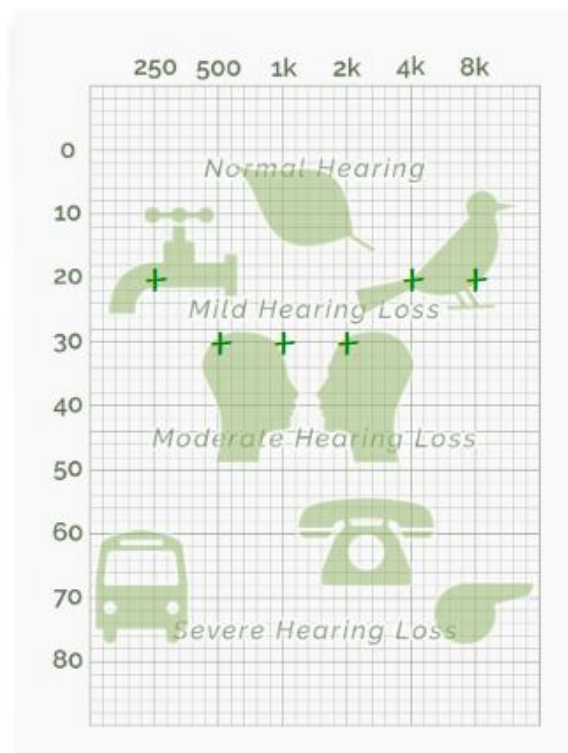 250 500 1k 2k 4k 8k
0
Normal Hearing
10
20
Mild Hearing Loss
30
40
Moderate Hearing Loss
50
60
70
Severe Hearing Loss
80